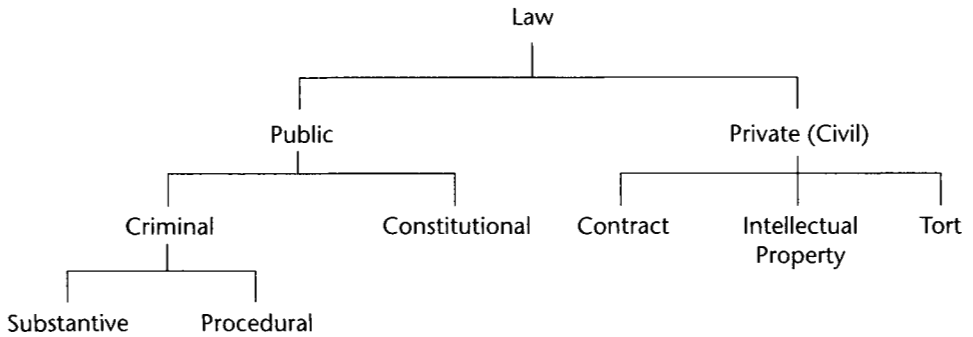 Law
Public
Private (Civil)
Criminal
Constitutional
Contract
Intellectual
Property
Tort
Substantive
Procedural